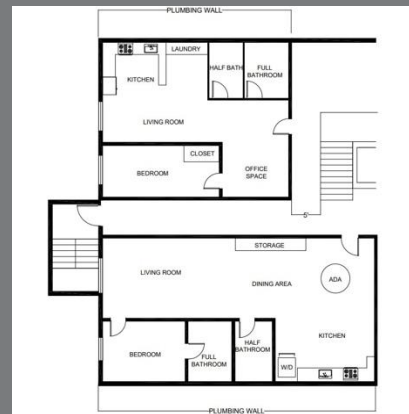 PLUMBING WALL
LAUNDRY
KITCHEN
HALF BATH
FULL
BATHROOM
LIVING ROOM
CLOSET
BEDROOM
OFFICE
SPACE
5'
STORAGE
LIVING ROOM
DINING AREA
ADA
KITCHEN
BEDROOM
FULL
BATHROOM
HALF
BATHROOM
W/D
PLUMBING WALL